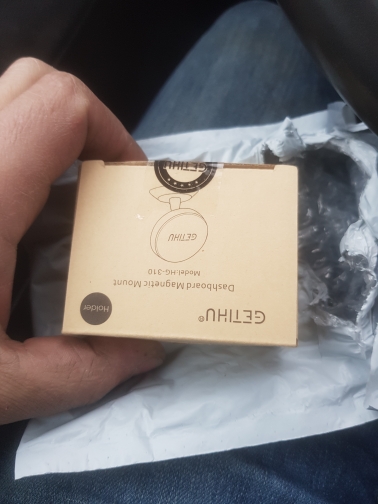 GETIHU®
Dashboard Magnetic Mount
Model:HG-310
Holder
GETIHU
GETIHU